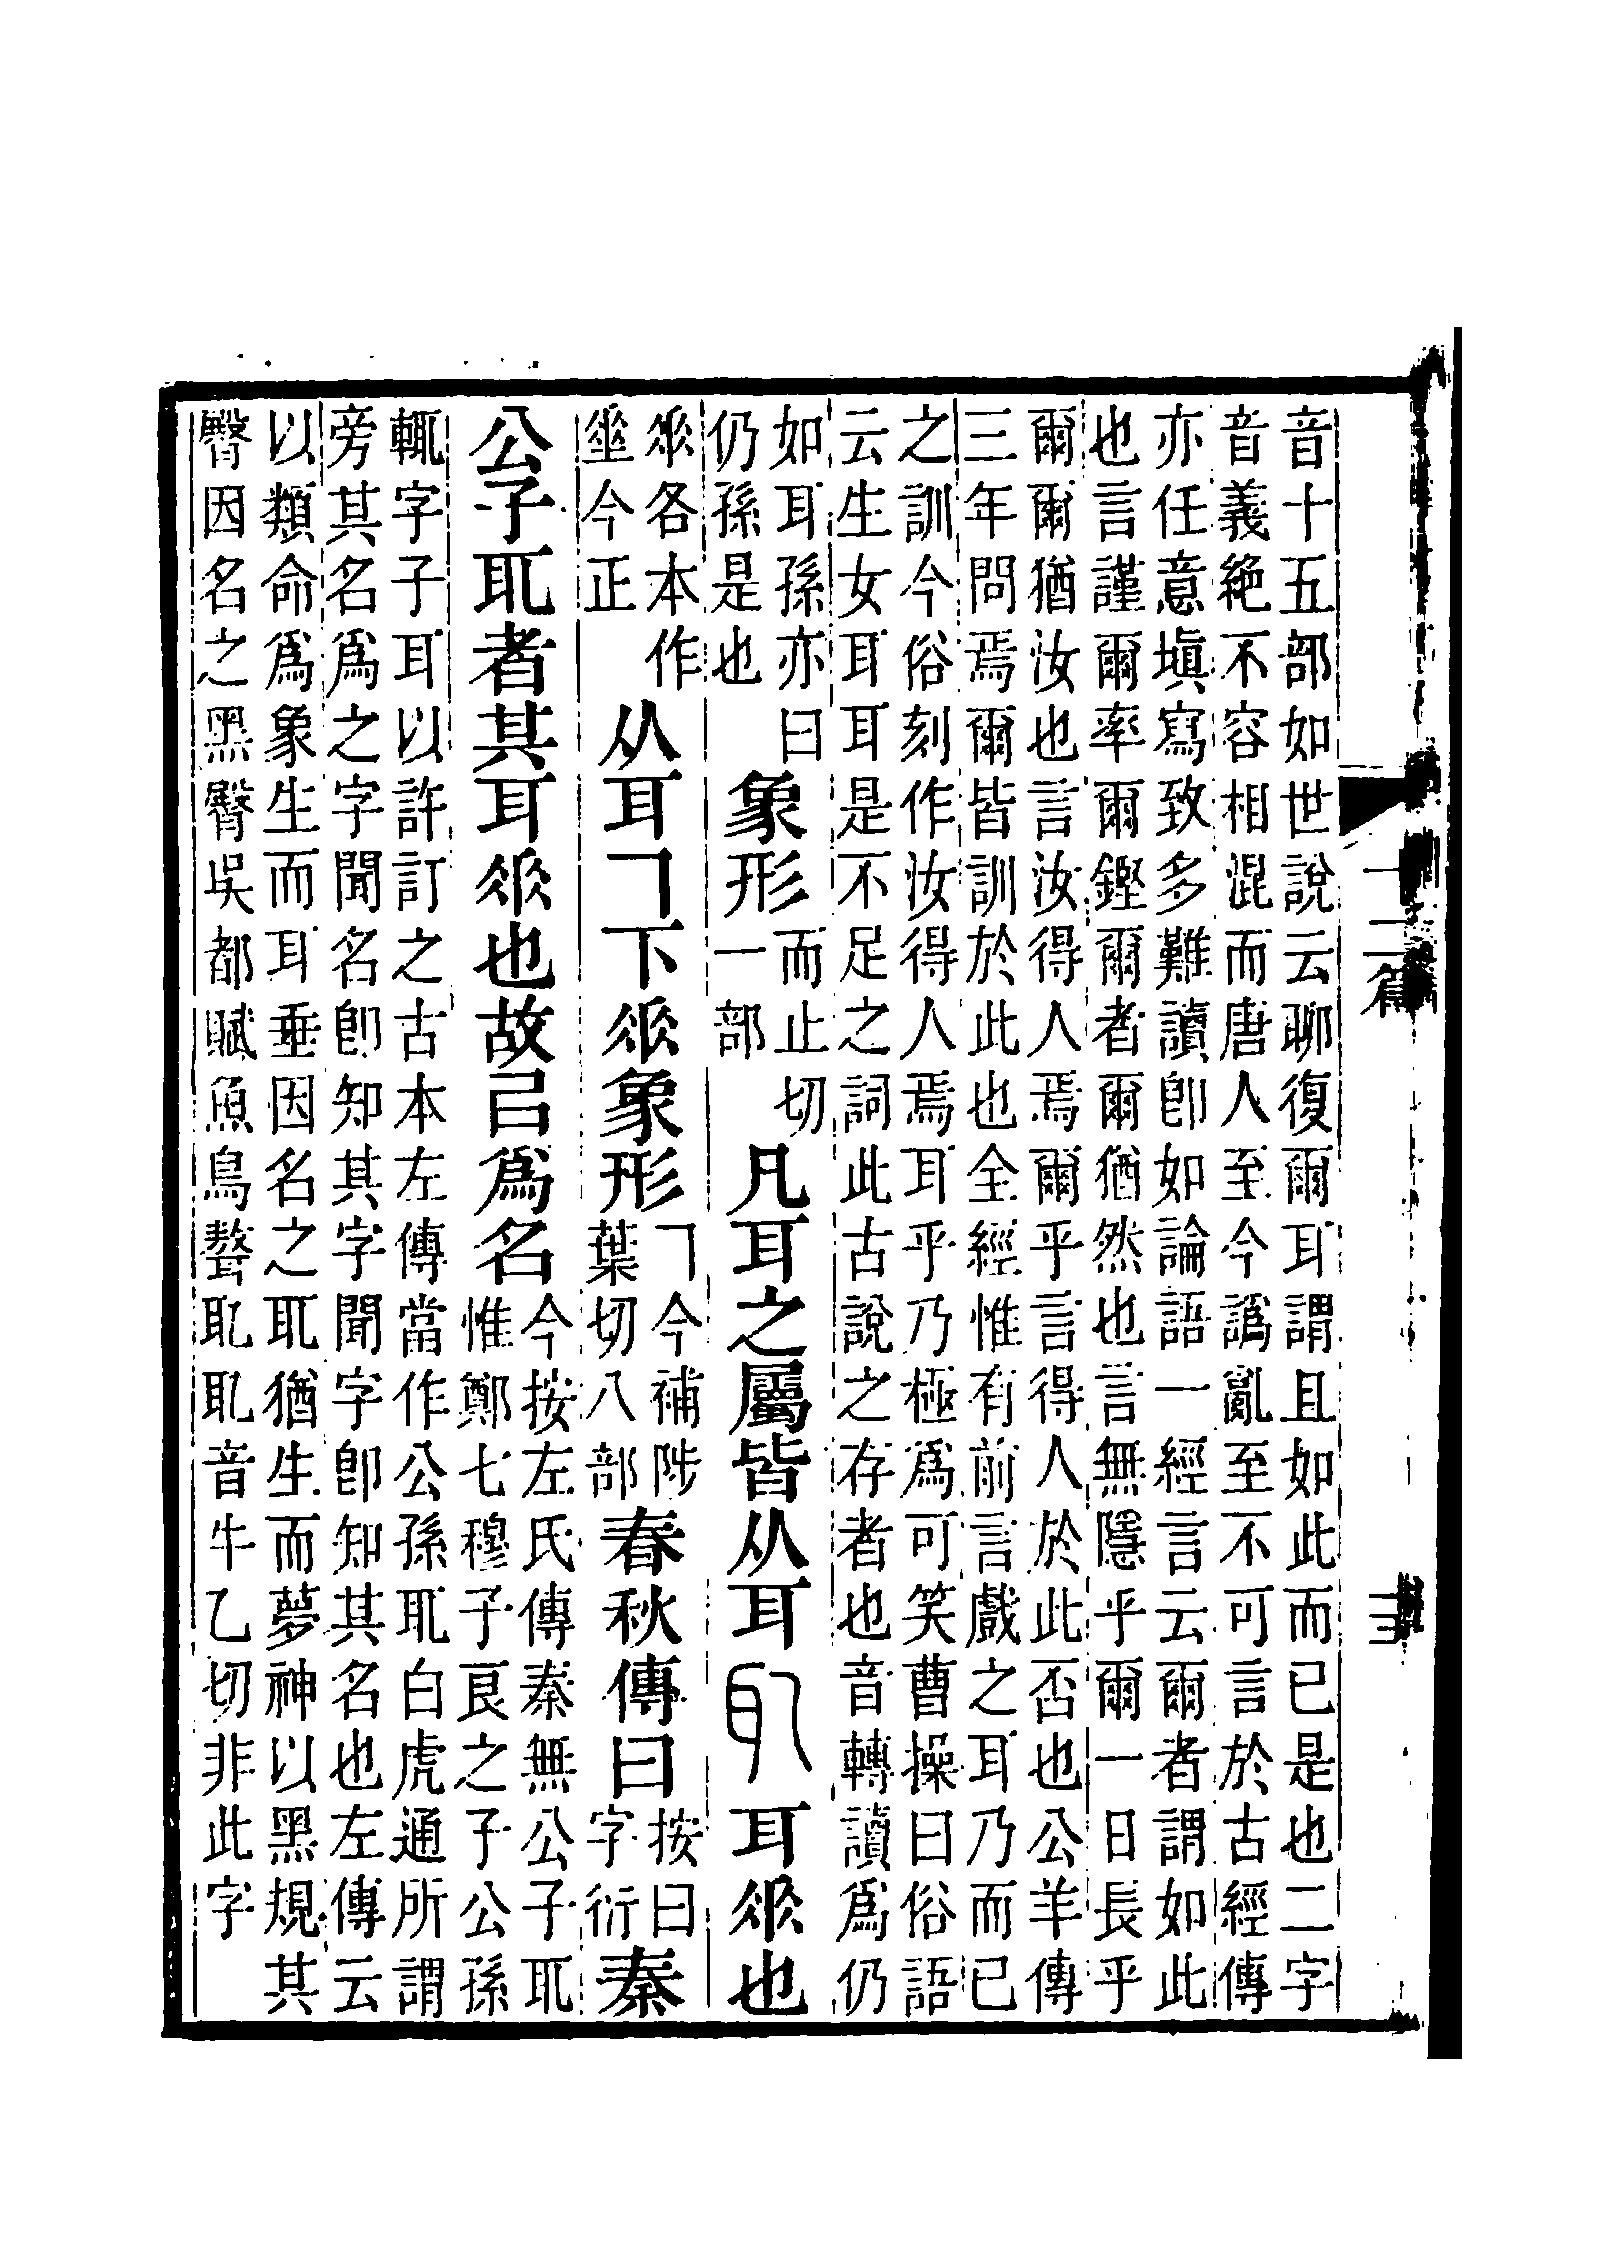 音十五部如世說云聊復爾耳謂且如此而已是也二字
音義絶不容相混而唐人至今譌亂至不可言於古經傳
亦任意塡寫致多難讀卽如論語一經言云爾者謂如此
也言謹爾率爾鏗爾者爾猶然也言無隱乎爾一日長乎
爾爾猶汝也言汝得人焉爾乎言得人於此否也公羊傳
三年問焉爾皆訓於此也全經惟有前言戲之耳乃而已
之訓今俗刻作汝得人焉耳乎乃極爲可笑曹操曰俗語
云生女耳耳是不足之詞此古說之存者也音轉讀爲仍
如耳孫亦曰仍孫是也象形而止切一部凡耳之屬皆从耳耴耳𠂹也
𠂹各本作埀今正从耳𠃍下𠂹象形𠃍今補陟葉切八部春秋傳曰按曰字衍秦
公子耴者其耳𠂹也故㠯爲名今按左氏傳秦無公子耴惟鄭七穆子良之子公孫
輒字子耳以許訂之古本左傳當作公孫耴白虎通所謂
旁其名爲之字聞名卽知其字聞字卽知其名也左傳云
以類命爲象生而耳垂因名之耴猶生而夢神以黑規其
臀因名之黑臀吳都賦魚鳥聱耴耴音牛乙切非此字